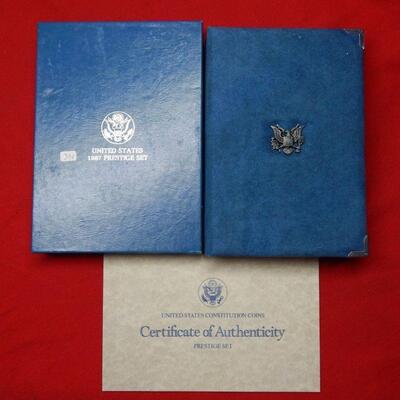 UNITED STATES
1987 PRESTIGE SET
UNITED STATES CONSTITUTION COINS
Certificate of Authenticity
PRESTIGE SET